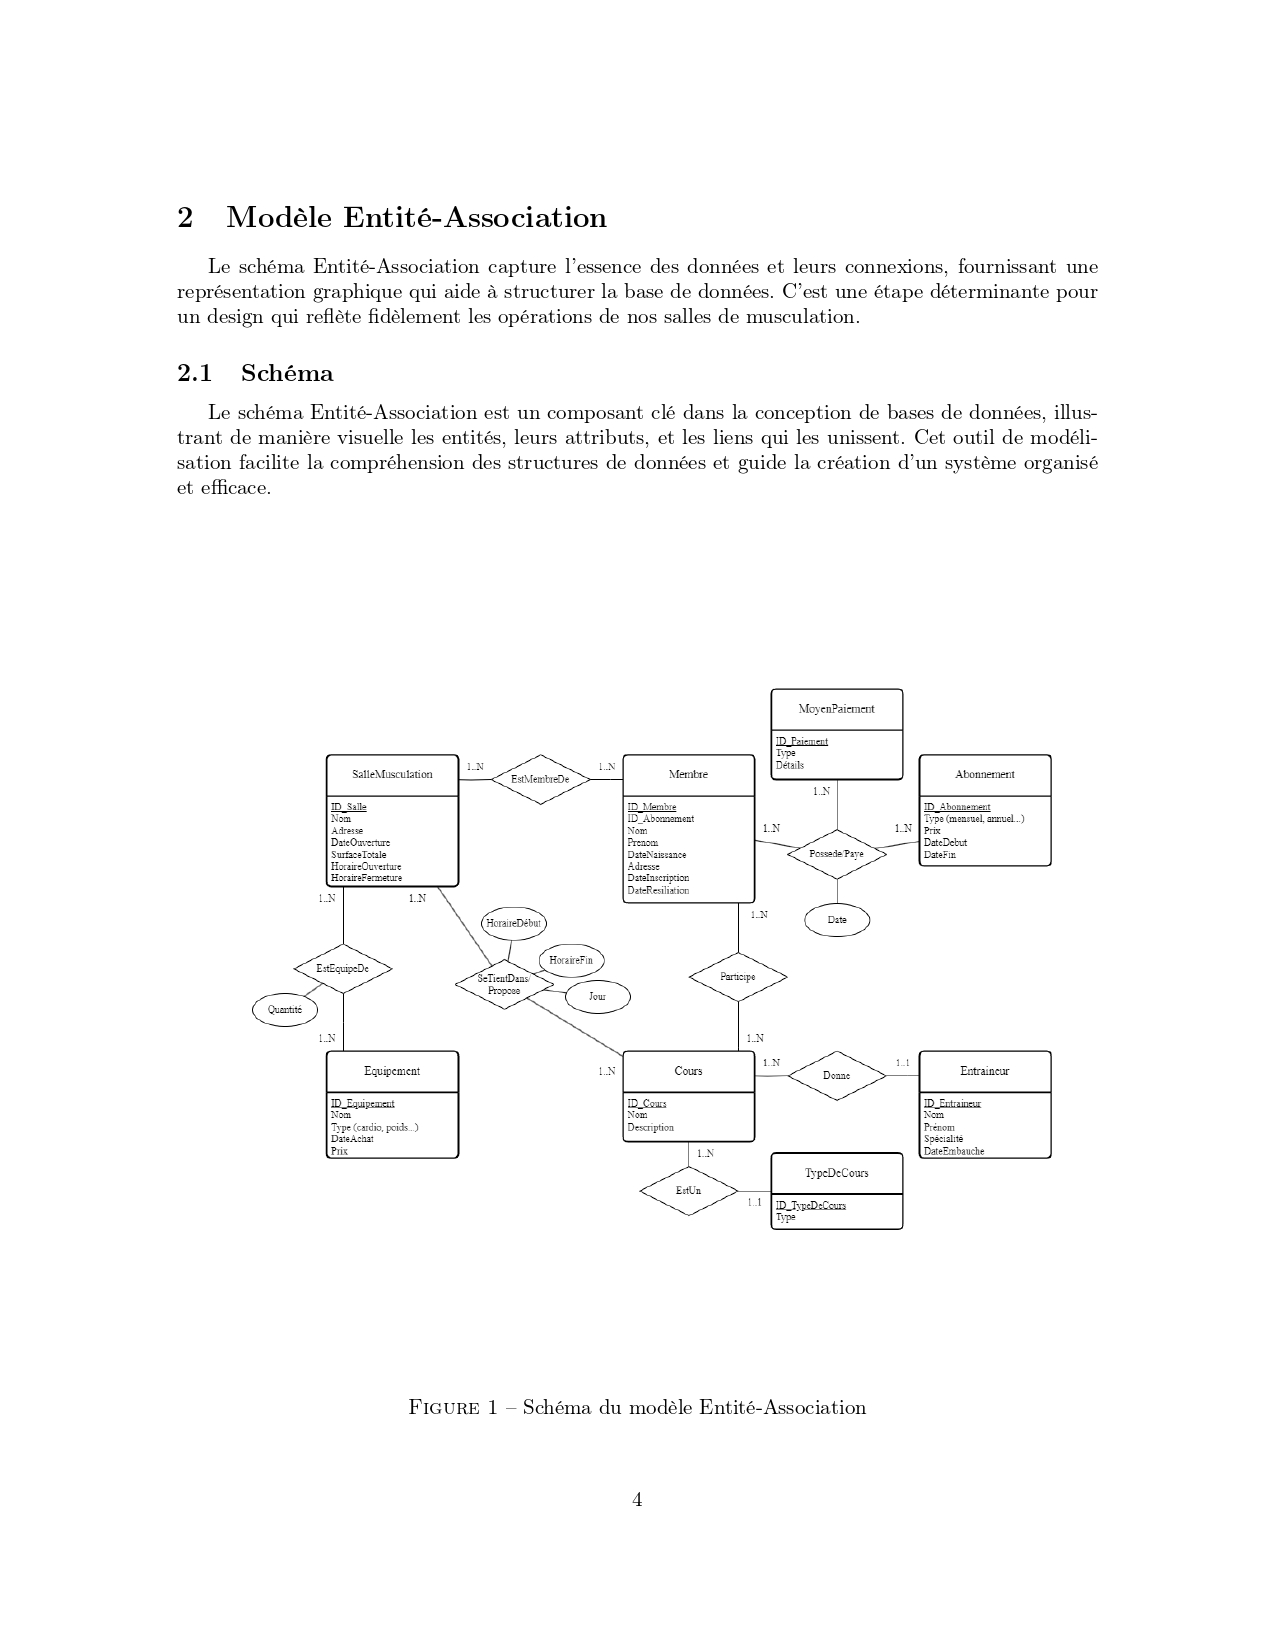 2 Modèle Entité-Association
Le schéma Entité-Association capture l'essence des données et leurs connexions, fournissant une
représentation graphique qui aide à structurer la base de données. C'est une étape déterminante pour
un design qui reflète fidèlement les opérations de nos salles de musculation.
2.1 Schéma
Le schéma Entité-Association est un composant clé dans la conception de bases de données, illus-
trant de manière visuelle les entités, leurs attributs, et les liens qui les unissent. Cet outil de modéli-
sation facilite la compréhension des structures de données et guide la création d'un système organisé
et efficace.
MoyenPaiement
ID_Paiement
Type
Détails
1..N
SalleMusculation
ID_Salle
Nom
Adresse
DateOuverture
SurfaceTotale
HoraireOuverture
HoraireFermeture
1..N
EstMembreDe
1..N
Membre
ID_Membre
ID_Abonnement
Nom
Prenom
DateNaissance
Adresse
DateInscription
DateResiliation
1..N
Possede/Paye
1..N
Date
Abonnement
ID_Abonnement
Type (mensuel, annuel...)
Prix
DateDebut
DateFin
1..N
1..N
1..N
HoraireDébut
HoraireFin
Jour
SeTientDans/
Propose
EstEquipeDe
Quantité
Participe
1..N
1..N
1..N
Equipement
ID_Equipement
Nom
Type (cardio, poids...)
DateAchat
Prix
Cours
ID_Cours
Nom
Description
1..N
Donne
1..1
Entraineur
ID_Entraineur
Nom
Prénom
Spécialité
DateEmbauche
1..N
EstUn
1..1
TypeDeCours
ID_TypeDeCours
Type
Figure 1 – Schéma du modèle Entité-Association
4